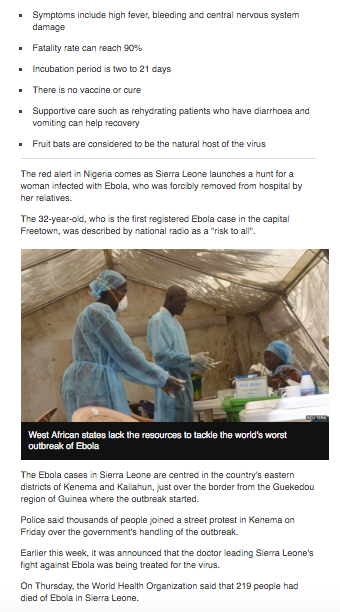 Symptoms include high fever, bleeding and central nervous system
damage
Fatality rate can reach 90%
Incubation period is two to 21 days
There is no vaccine or cure
Supportive care such as rehydrating patients who have diarrhoea and
vomiting can help recovery
Fruit bats are considered to be the natural host of the virus
The red alert in Nigeria comes as Sierra Leone launches a hunt for a
woman infected with Ebola, who was forcibly removed from hospital by
her relatives.
The 32-year-old, who is the first registered Ebola case in the capital
Freetown, was described by national radio as a "risk to all".
REUTERS
West African states lack the resources to tackle the world's worst
outbreak of Ebola
The Ebola cases in Sierra Leone are centred in the country's eastern
districts of Kenema and Kailahun, just over the border from the Guekedou
region of Guinea where the outbreak started.
Police said thousands of people joined a street protest in Kenema on
Friday over the government's handling of the outbreak.
Earlier this week, it was announced that the doctor leading Sierra Leone's
fight against Ebola was being treated for the virus.
On Thursday, the World Health Organization said that 219 people had
died of Ebola in Sierra Leone.